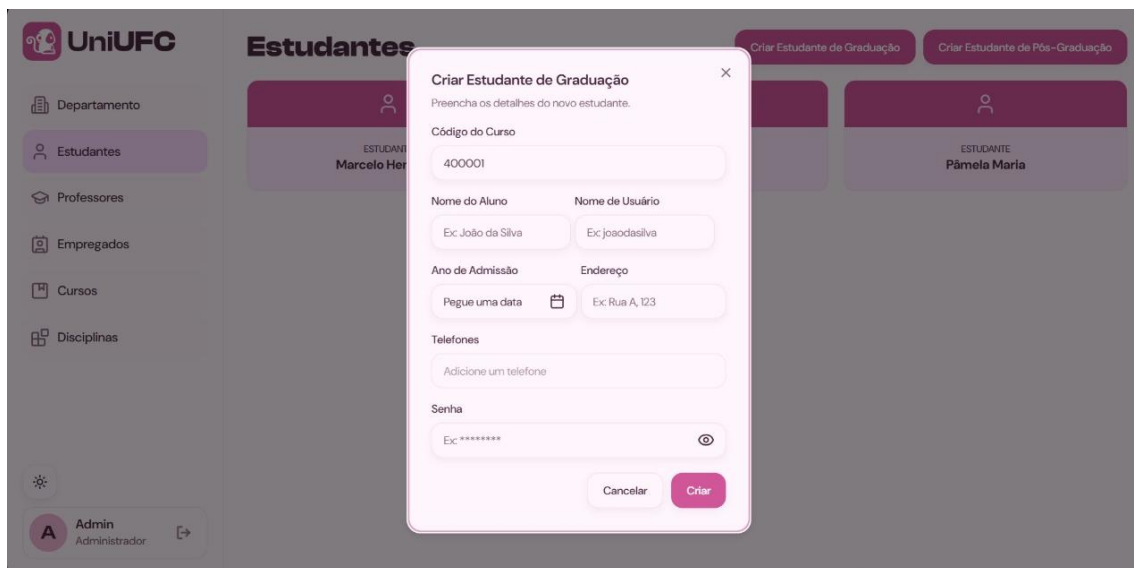 UniUFC
Departamento
Estudantes
Professores
Empregados
Cursos
Disciplinas
A
Admin
Administrador
Estudantes
Criar Estudante de Graduação
Criar Estudante de Pós-Graduação
ESTUDANT
Marcelo Her
ESTUDANTE
Pâmela Maria
Criar Estudante de Graduação
Preencha os detalhes do novo estudante.
Código do Curso
400001
Nome do Aluno Nome de Usuário
Ex: João da Silva Ex: joaodasilva
Ano de Admissão Endereço
Pegue uma data Ex: Rua A, 123
Telefones
Adicione um telefone
Senha
Ex: ********
Cancelar Criar